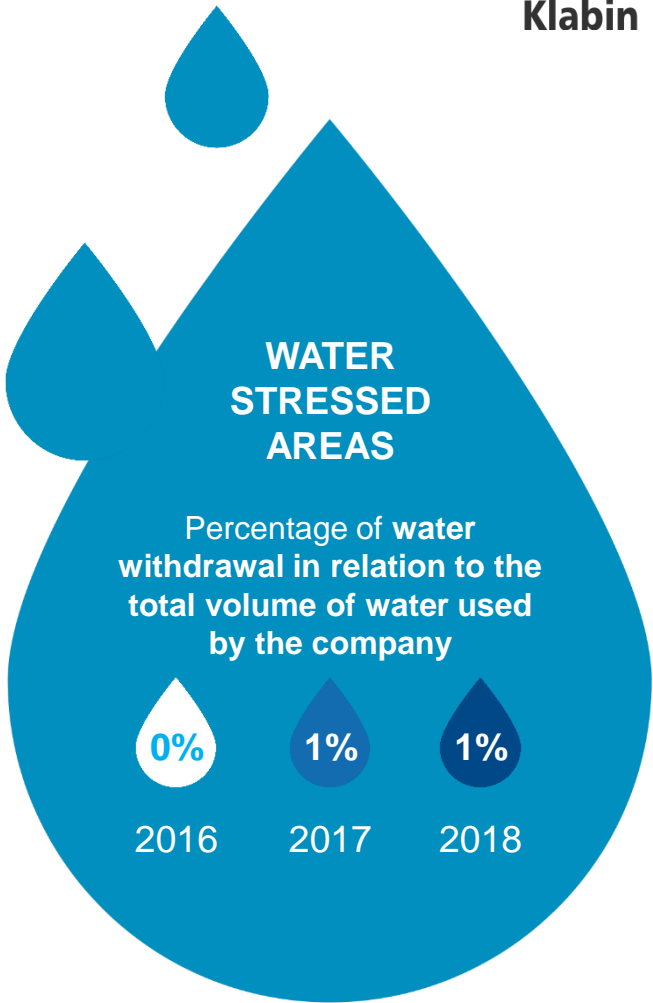 Klabin
WATER
STRESSED
AREAS
Percentage of water
withdrawal in relation to the
total volume of water used
by the company
0% 1% 1%
2016 2017 2018